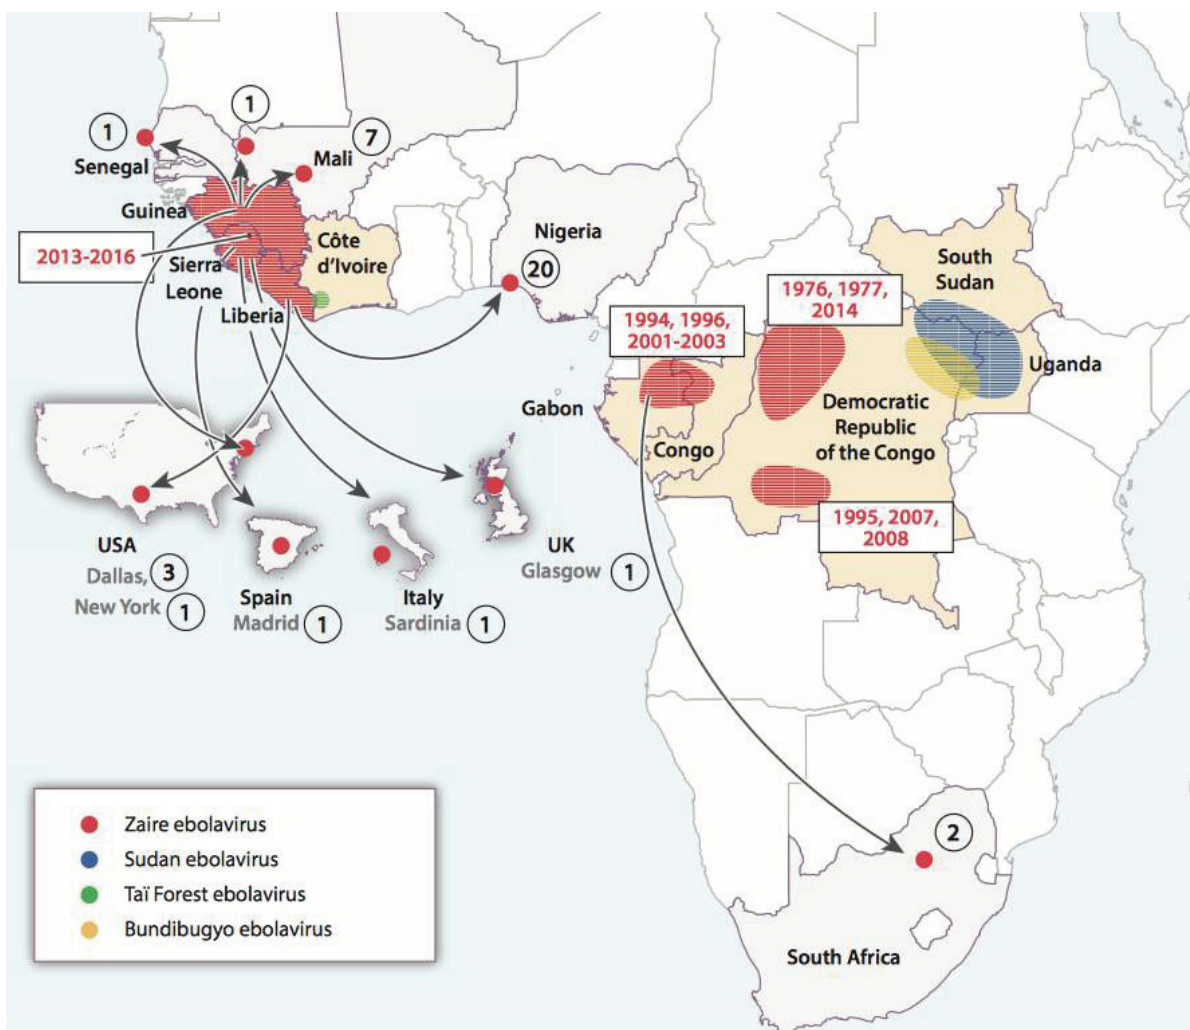 1
1
7
Senegal
Mali
Guinea
2013-2016
Sierra
Leone
Côte
d’Ivoire
Liberia
Nigeria
20
South
Sudan
1976, 1977,
2014
1994, 1996,
2001-2003
Uganda
Gabon
Congo
Democratic
Republic
of the Congo
1995, 2007,
2008
USA
Dallas, 3
New York 1
Spain
Madrid 1
Italy
Sardinia 1
UK
Glasgow 1
2
South Africa
Zaire ebolavirus
Sudan ebolavirus
Taï Forest ebolavirus
Bundibugyo ebolavirus